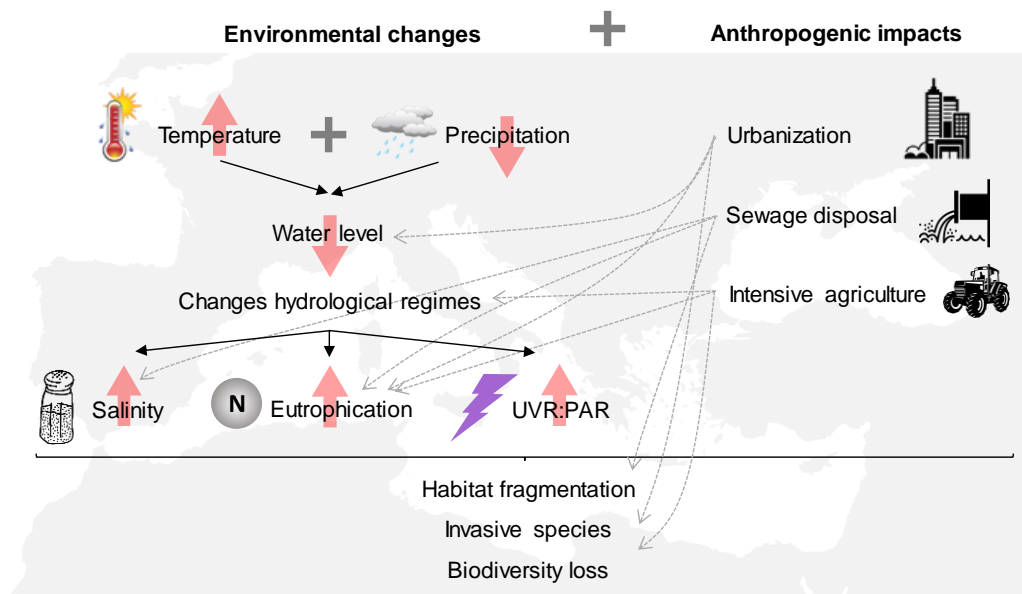 Environmental changes
Anthropogenic impacts
Temperature
Precipitation
Urbanization
Water level
Sewage disposal
Changes hydrological regimes
Intensive agriculture
Salinity
N
Eutrophication
UVR:PAR
Habitat fragmentation
Invasive species
Biodiversity loss